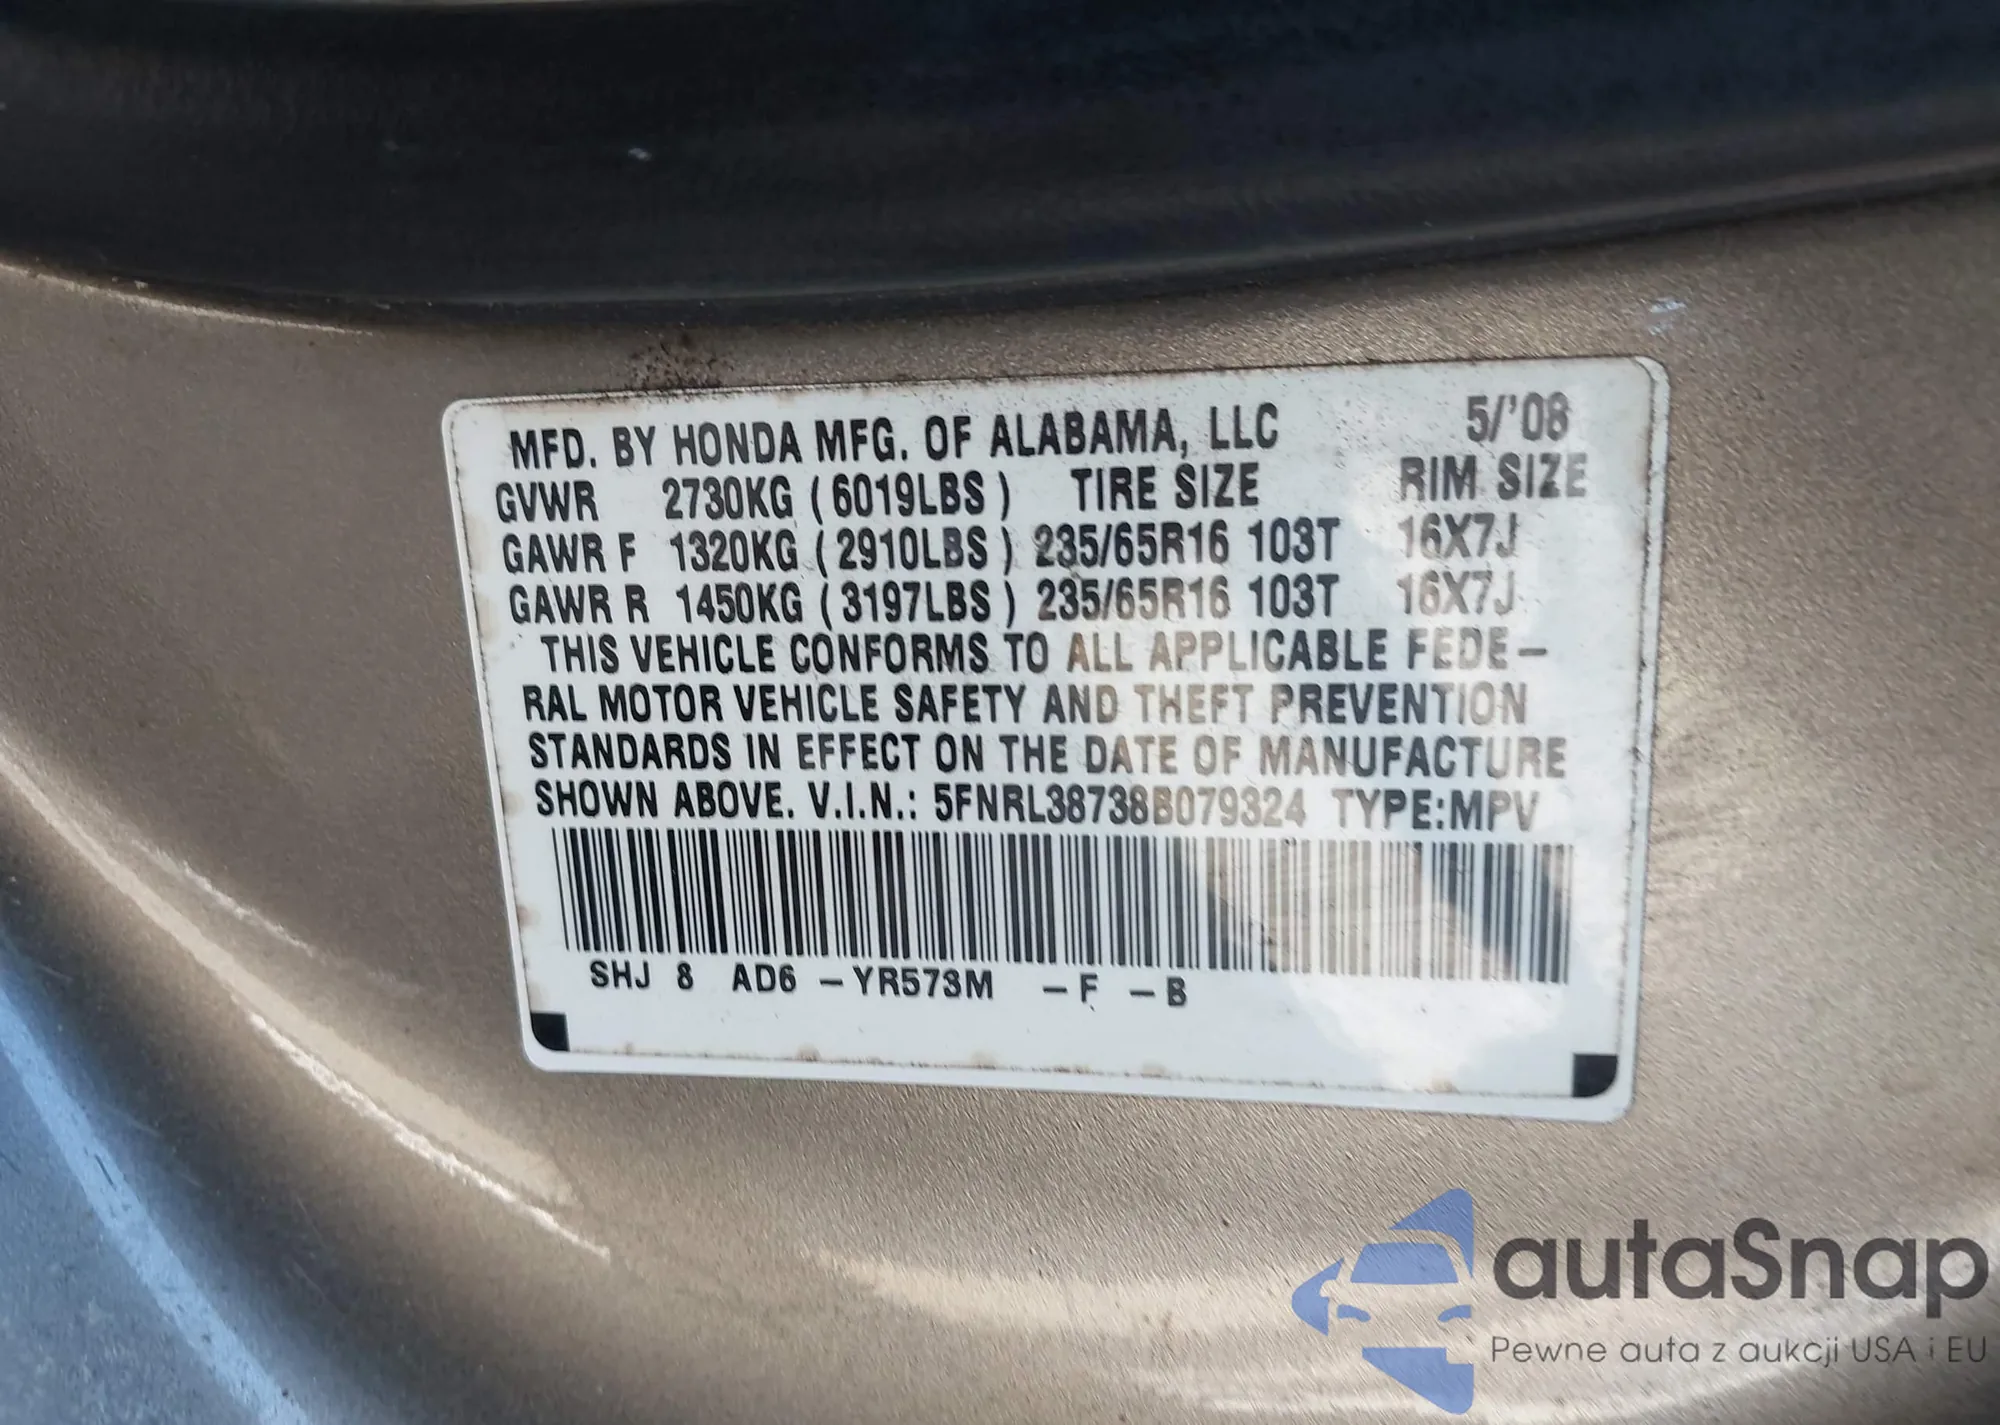 MFD. BY HONDA MFG. OF ALABAMA, LLC 5/'08
GVWR 2730KG (6019LBS) TIRE SIZE RIM SIZE
GAWR F 1320KG (2910LBS) 235/65R16 103T 16X7J
GAWR R 1450KG (3197LBS) 235/65R16 103T 16X7J
THIS VEHICLE CONFORMS TO ALL APPLICABLE FEDE-
RAL MOTOR VEHICLE SAFETY AND THEFT PREVENTION
STANDARDS IN EFFECT ON THE DATE OF MANUFACTURE
SHOWN ABOVE. V.I.N.: 5FNRL38738B079324 TYPE:MPV
SHJ 8 AD6 -YR573M -F -B
autaSnap
Pewne auta z aukcji USA i EU